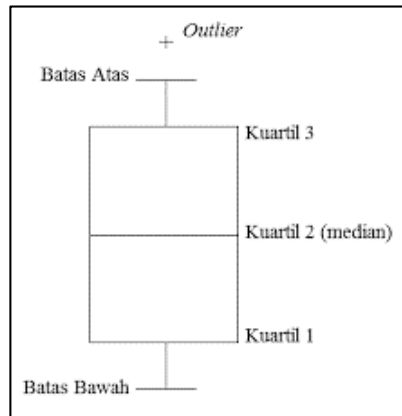 Outlier
Batas Atas
Kuartil 3
Kuartil 2 (median)
Kuartil 1
Batas Bawah